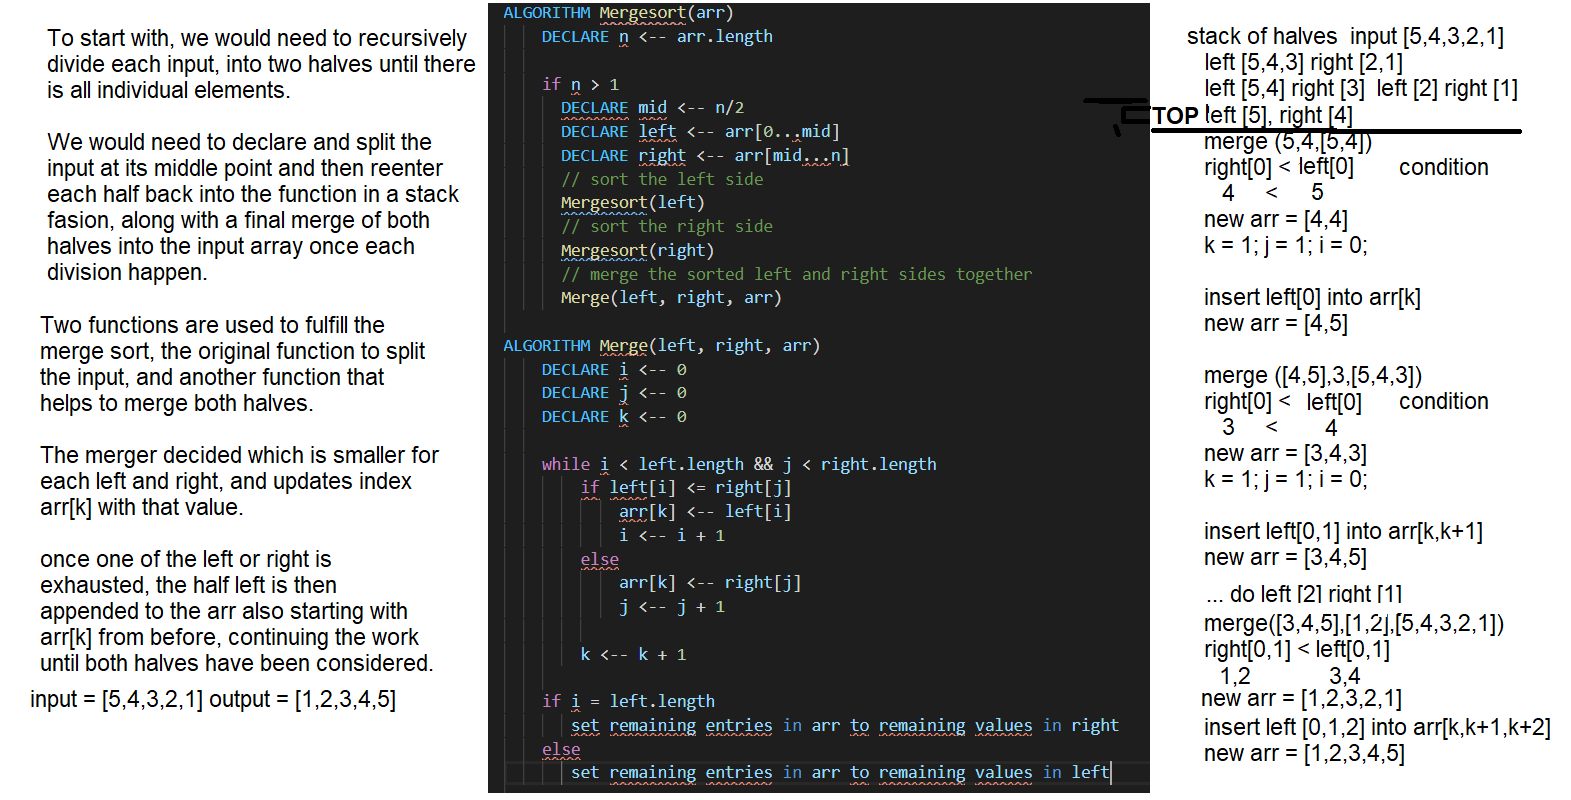 To start with, we would need to recursively
divide each input, into two halves until there
is all individual elements.
We would need to declare and split the
input at its middle point and then reenter
each half back into the function in a stack
fasion, along with a final merge of both
halves into the input array once each
division happen.
Two functions are used to fulfill the
merge sort, the original function to split
the input, and another function that
helps to merge both halves.
The merger decided which is smaller for
each left and right, and updates index
arr[k] with that value.
once one of the left or right is
exhausted, the half left is then
appended to the arr also starting with
arr[k] from before, continuing the work
until both halves have been considered.
input = [5,4,3,2,1] output = [1,2,3,4,5]
ALGORITHM Mergesort(arr)
DECLARE n <-- arr.length
if n > 1
DECLARE mid <-- n/2
DECLARE left <-- arr[0...mid]
DECLARE right <-- arr[mid...n]
// sort the left side
Mergesort(left)
// sort the right side
Mergesort(right)
// merge the sorted left and right sides together
Merge(left, right, arr)
ALGORITHM Merge(left, right, arr)
DECLARE i <-- 0
DECLARE j <-- 0
DECLARE k <-- 0
while i < left.length && j < right.length
if left[i] <= right[j]
arr[k] <-- left[i]
i <-- i + 1
else
arr[k] <-- right[j]
j <-- j + 1
k <-- k + 1
if i = left.length
set remaining entries in arr to remaining values in right
else
set remaining entries in arr to remaining values in left
stack of halves input [5,4,3,2,1]
left [5,4,3] right [2,1]
left [5,4] right [3] left [2] right [1]
TOP left [5], right [4]
merge (5,4,[5,4])
right[0] < left[0] condition
4 < 5
new arr = [4,4]
k = 1; j = 1; i = 0;
insert left[0] into arr[k]
new arr = [4,5]
merge ([4,5],3,[5,4,3])
right[0] < left[0] condition
3 < 4
new arr = [3,4,3]
k = 1; j = 1; i = 0;
insert left[0,1] into arr[k,k+1]
new arr = [3,4,5]
... do left [2] right [1]
merge([3,4,5],[1,2],[5,4,3,2,1])
right[0,1] < left[0,1]
1,2 3,4
new arr = [1,2,3,2,1]
insert left [0,1,2] into arr[k,k+1,k+2]
new arr = [1,2,3,4,5]